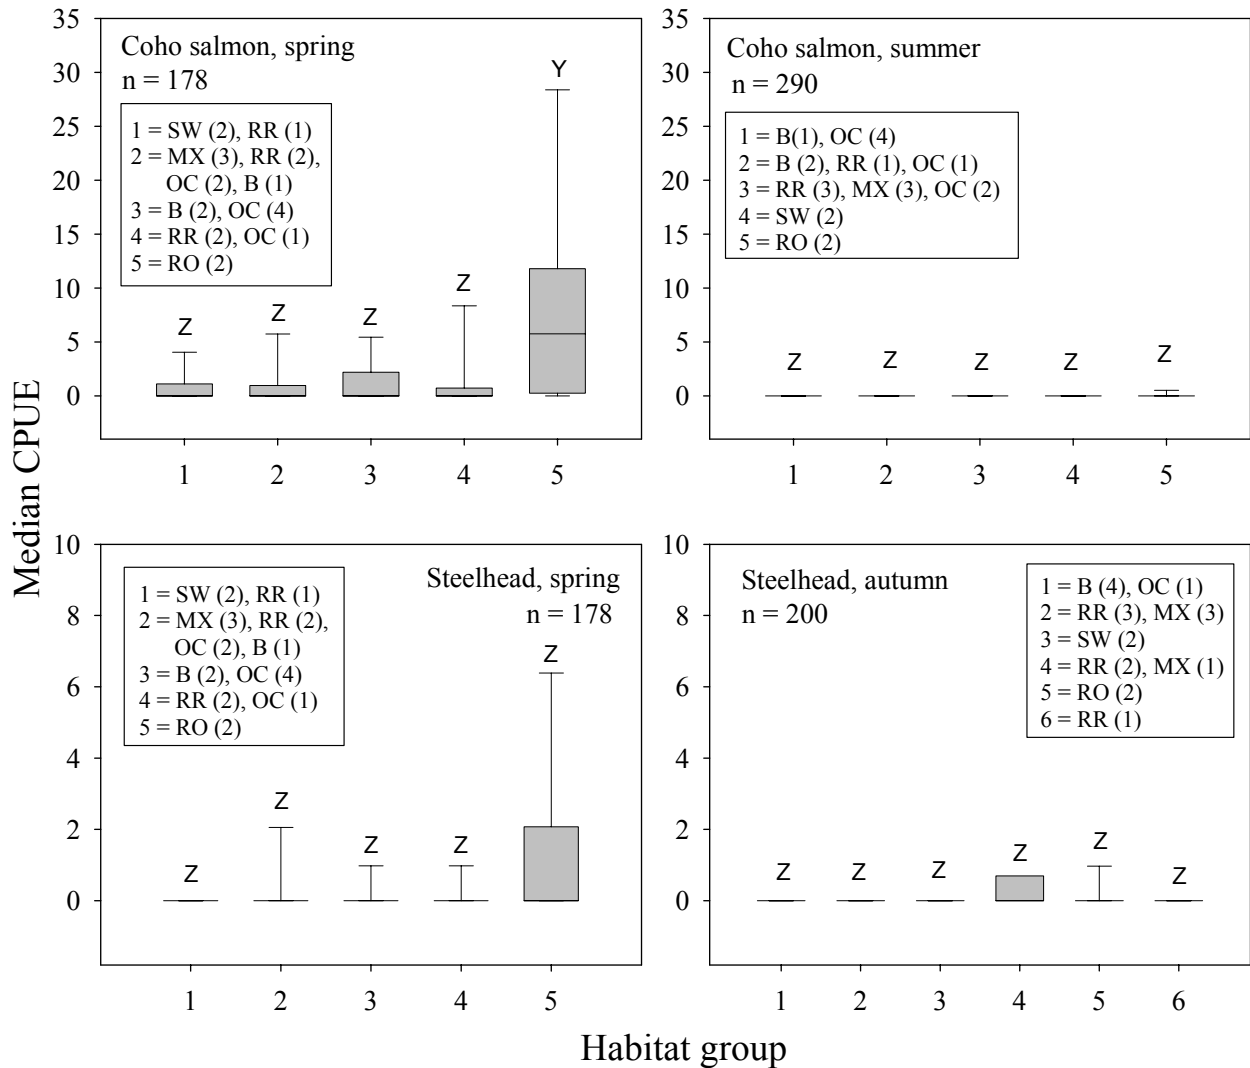 Median CPUE
35
30
25
20
15
10
5
0
Coho salmon, spring
n = 178
1 = SW (2), RR (1)
2 = MX (3), RR (2),
OC (2), B (1)
3 = B (2), OC (4)
4 = RR (2), OC (1)
5 = RO (2)
Z
Z
Z
Z
Y
1 2 3 4 5
35
30
25
20
15
10
5
0
Coho salmon, summer
n = 290
1 = B(1), OC (4)
2 = B (2), RR (1), OC (1)
3 = RR (3), MX (3), OC (2)
4 = SW (2)
5 = RO (2)
Z
Z
Z
Z
Z
1 2 3 4 5
10
8
6
4
2
0
1 = SW (2), RR (1)
2 = MX (3), RR (2),
OC (2), B (1)
3 = B (2), OC (4)
4 = RR (2), OC (1)
5 = RO (2)
Steelhead, spring
n = 178
Z
Z
Z
Z
Z
1 2 3 4 5
10
8
6
4
2
0
Steelhead, autumn
n = 200
1 = B (4), OC (1)
2 = RR (3), MX (3)
3 = SW (2)
4 = RR (2), MX (1)
5 = RO (2)
6 = RR (1)
Z
Z
Z
Z
Z
Z
1 2 3 4 5 6
Habitat group